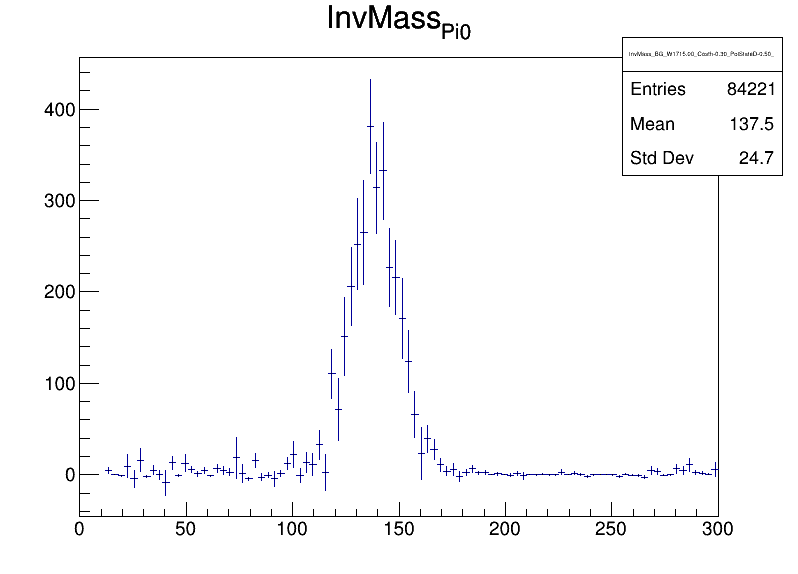 InvMass_Pi0
InvMass_BG_W1715.00_Costh-0.30_PolStateD-0.50_
Entries 84221
Mean 137.5
Std Dev 24.7
400
300
200
100
0
0 50 100 150 200 250 300